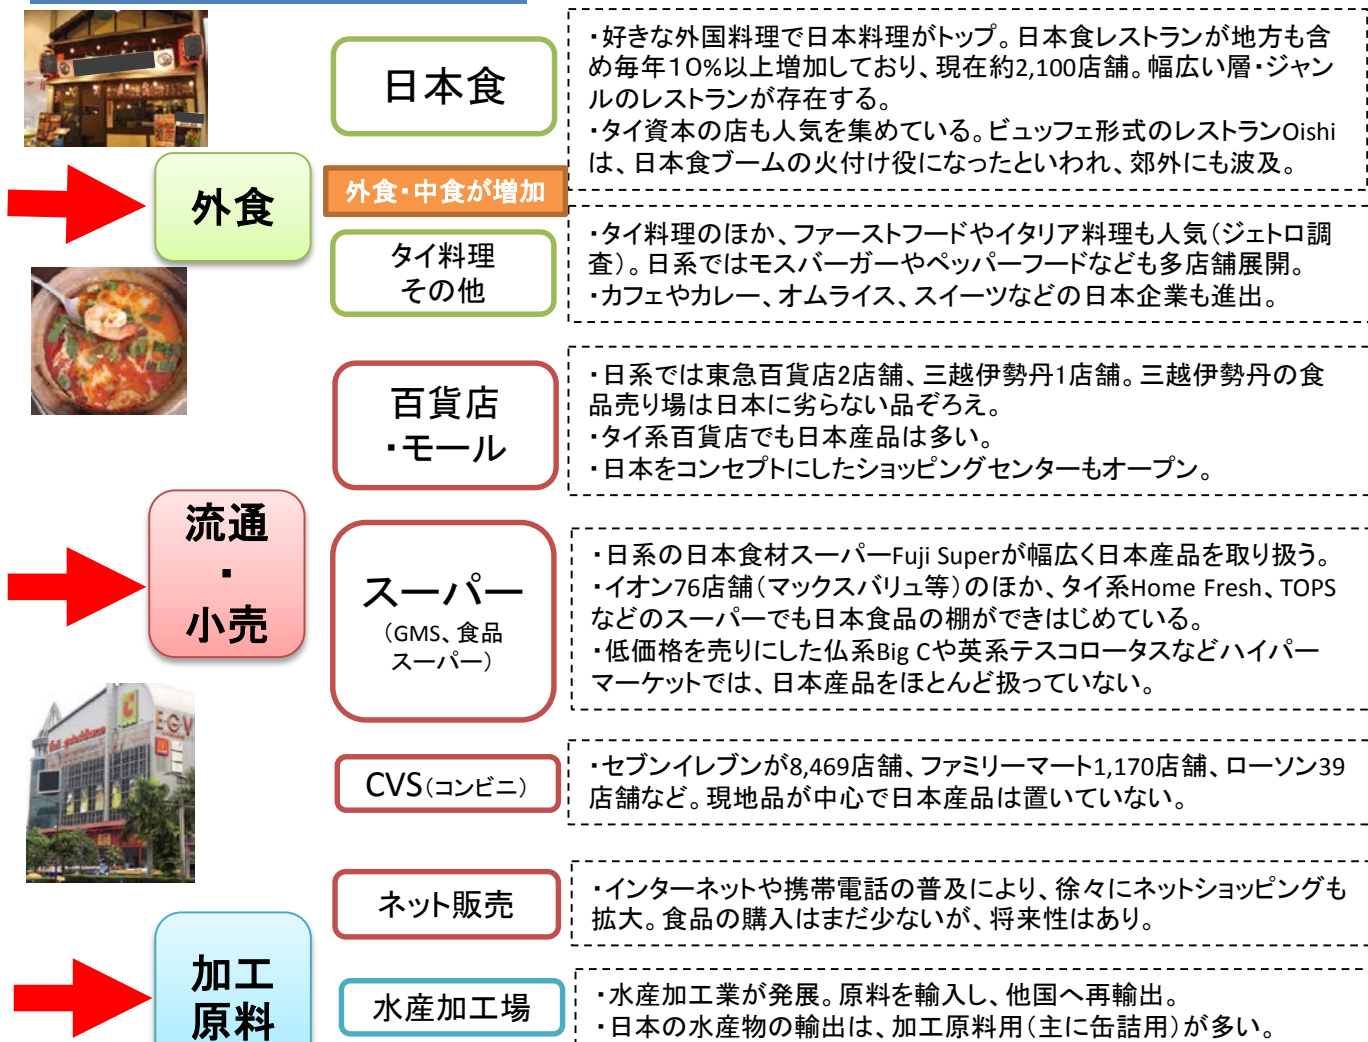 日本食
・好きな外国料理で日本料理がトップ。日本食レストランが地方も含
め毎年10%以上増加しており、現在約2,100店舗。幅広い層・ジャン
ルのレストランが存在する。
・タイ資本の店も人気を集めている。ビュッフェ形式のレストランOishi
は、日本食ブームの火付け役になったといわれ、郊外にも波及。
外食
外食・中食が増加
タイ料理
その他
・タイ料理のほか、ファーストフードやイタリア料理も人気(ジェトロ調
査)。日系ではモスバーガーやペッパーフードなども多店舗展開。
・カフェやカレー、オムライス、スイーツなどの日本企業も進出。
百貨店
・モール
・日系では東急百貨店2店舗、三越伊勢丹1店舗。三越伊勢丹の食
品売り場は日本に劣らない品ぞろえ。
・タイ系百貨店でも日本産品は多い。
・日本をコンセプトにしたショッピングセンターもオープン。
流通
・
小売
スーパー
(GMS、食品
スーパー)
・日系の日本食材スーパーFuji Superが幅広く日本産品を取り扱う。
・イオン76店舗(マックスバリュ等)のほか、タイ系Home Fresh、TOPS
などのスーパーでも日本食品の棚ができはじめている。
・低価格を売りにした仏系Big Cや英系テスコロータスなどハイパー
マーケットでは、日本産品をほとんど扱っていない。
EGV
CVS(コンビニ)
・セブンイレブンが8,469店舗、ファミリーマート1,170店舗、ローソン39
店舗など。現地品が中心で日本産品は置いていない。
ネット販売
・インターネットや携帯電話の普及により、徐々にネットショッピングも
拡大。食品の購入はまだ少ないが、将来性はあり。
加工
原料
水産加工場
・水産加工業が発展。原料を輸入し、他国へ再輸出。
・日本の水産物の輸出は、加工原料用(主に缶詰用)が多い。